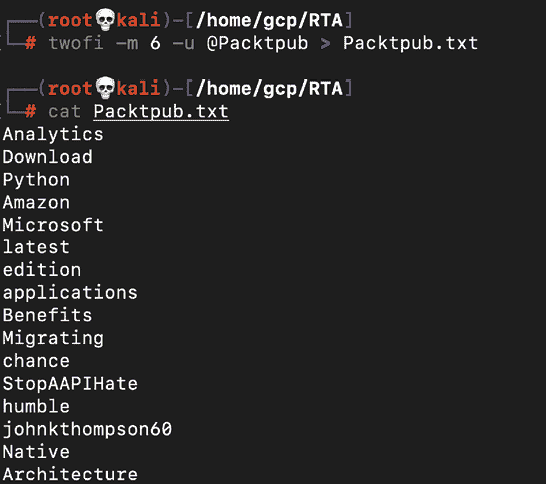 ┌──(root💀kali)-[/home/gcp/RTA]
└─# twofi -m 6 -u @Packtpub > Packtpub.txt
┌──(root💀kali)-[/home/gcp/RTA]
└─# cat Packtpub.txt
Analytics
Download
Python
Amazon
Microsoft
latest
edition
applications
Benefits
Migrating
chance
StopAAPIHate
humble
johnkthompson60
Native
Architecture